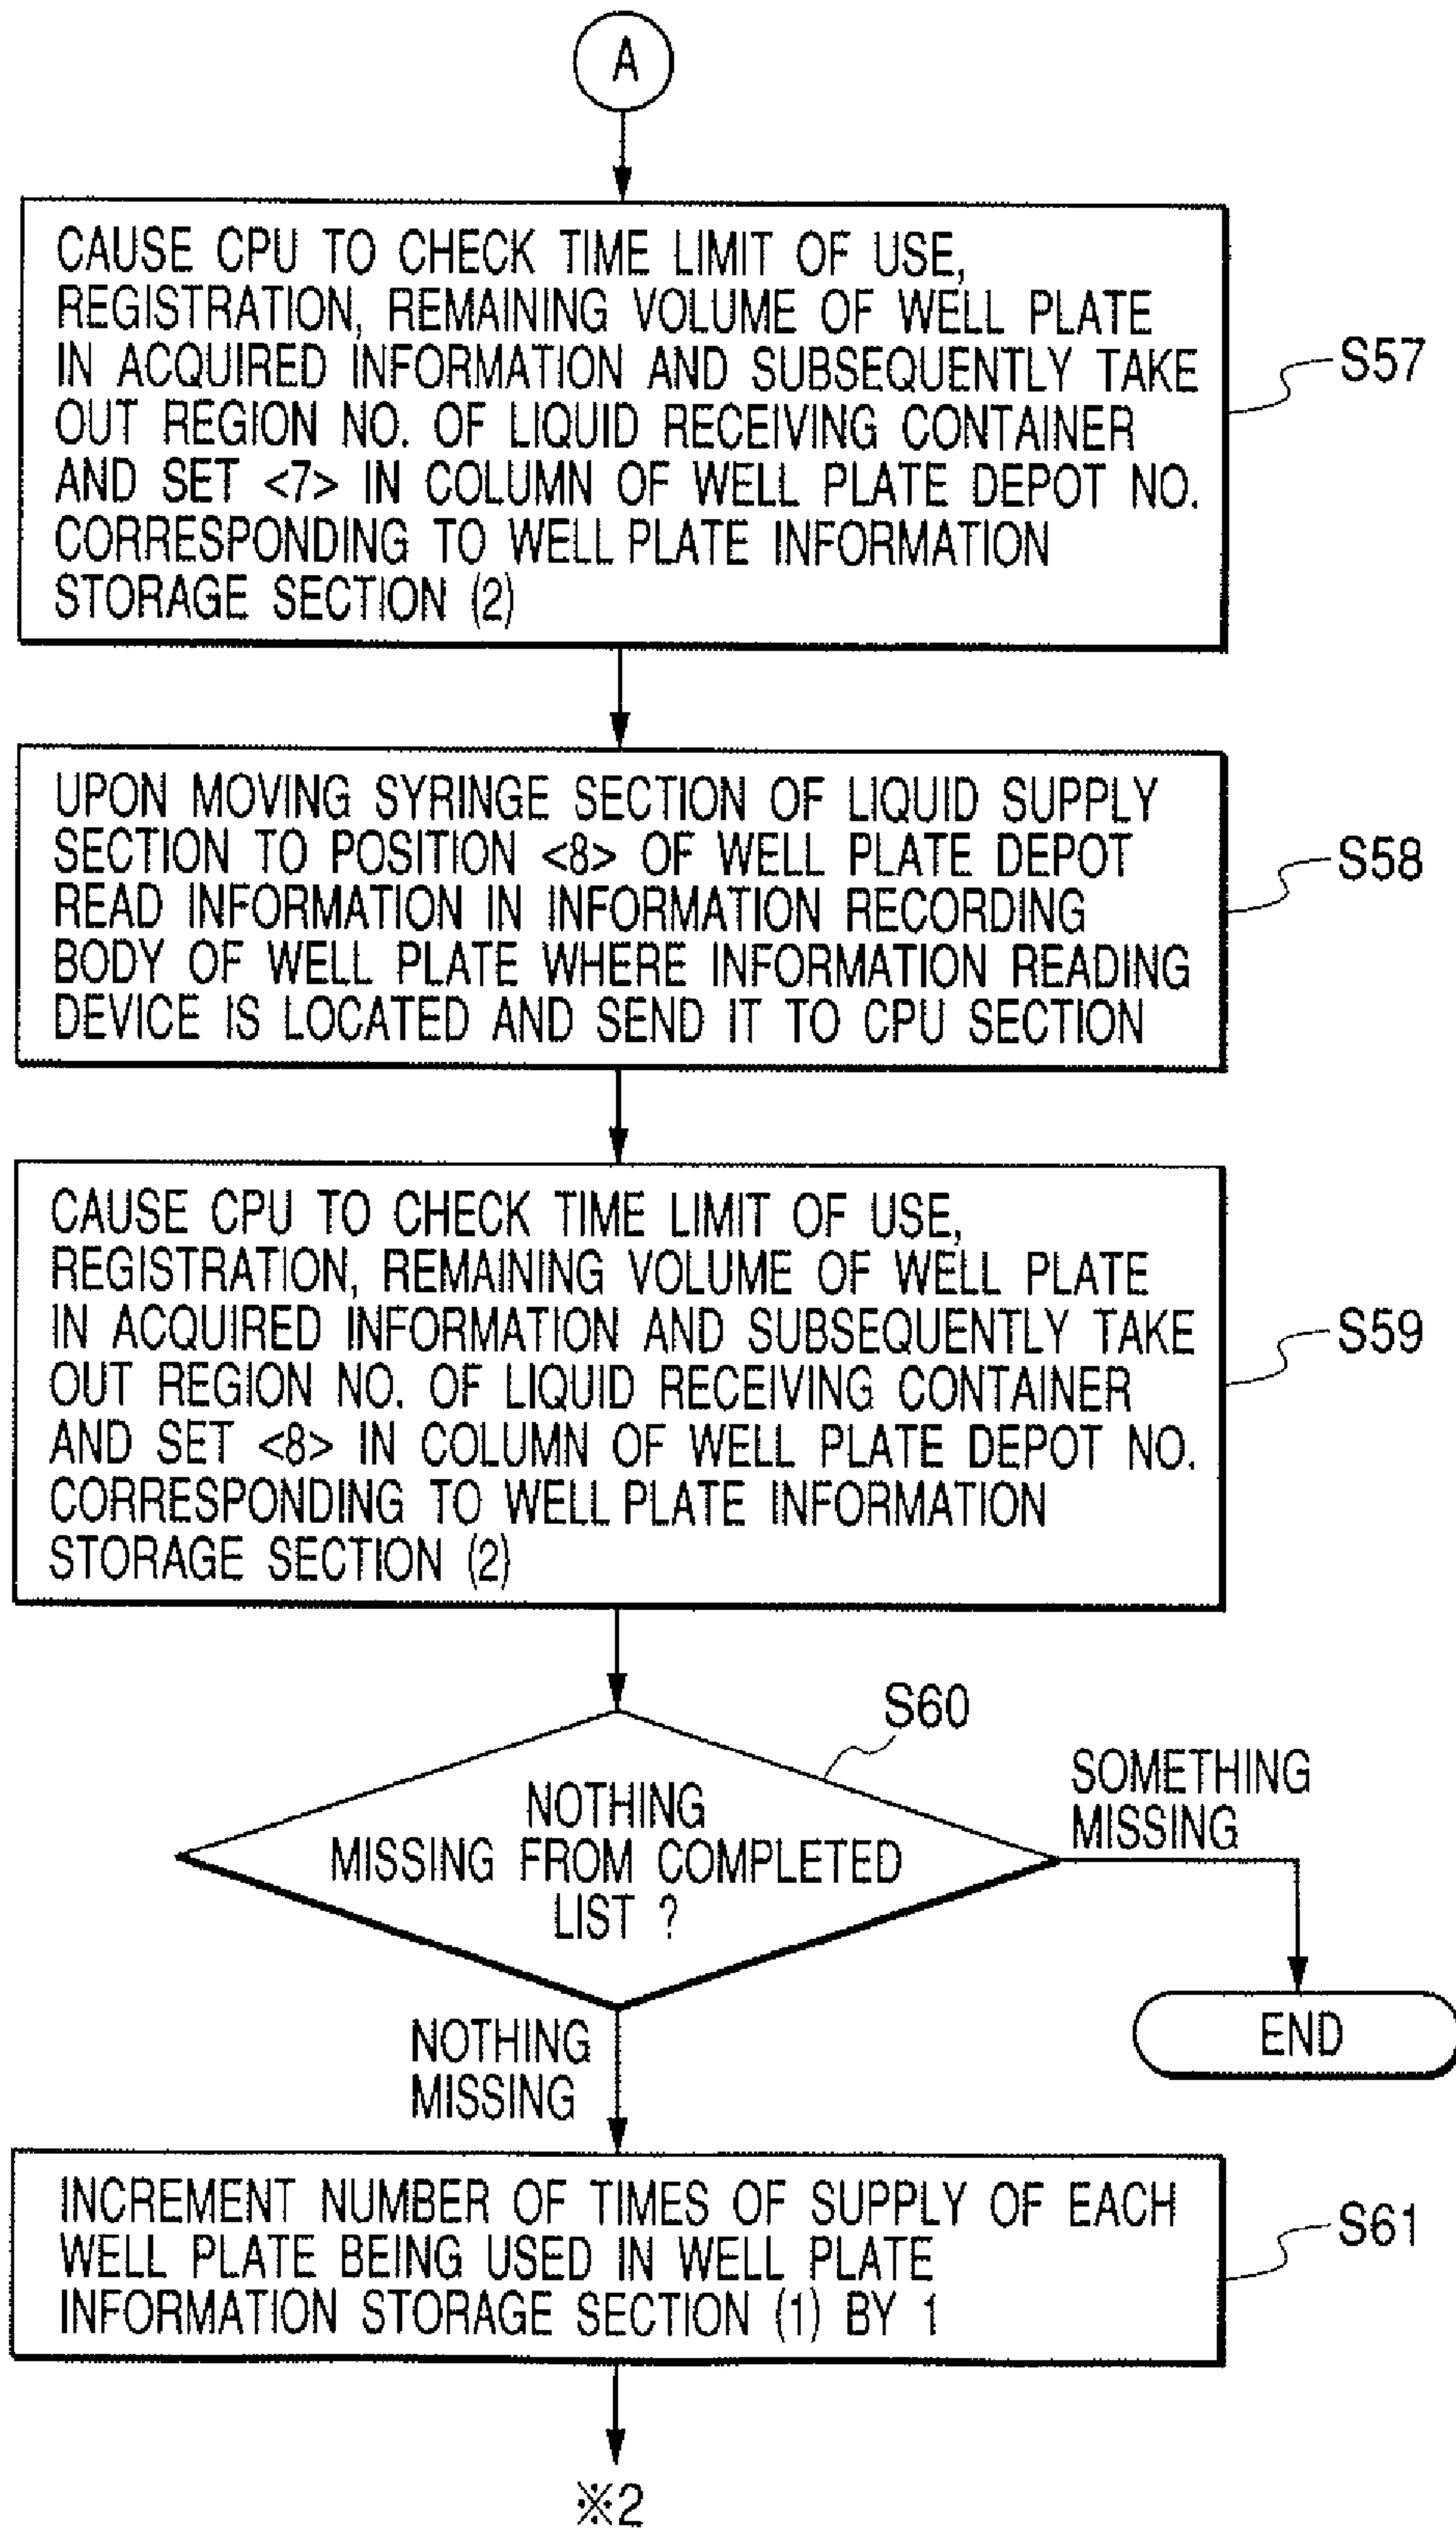 A
CAUSE CPU TO CHECK TIME LIMIT OF USE,
REGISTRATION, REMAINING VOLUME OF WELL PLATE
IN ACQUIRED INFORMATION AND SUBSEQUENTLY TAKE
OUT REGION NO. OF LIQUID RECEIVING CONTAINER
AND SET <7> IN COLUMN OF WELL PLATE DEPOT NO.
CORRESPONDING TO WELL PLATE INFORMATION
STORAGE SECTION (2)
S57
UPON MOVING SYRINGE SECTION OF LIQUID SUPPLY
SECTION TO POSITION <8> OF WELL PLATE DEPOT
READ INFORMATION IN INFORMATION RECORDING
BODY OF WELL PLATE WHERE INFORMATION READING
DEVICE IS LOCATED AND SEND IT TO CPU SECTION
S58
CAUSE CPU TO CHECK TIME LIMIT OF USE,
REGISTRATION, REMAINING VOLUME OF WELL PLATE
IN ACQUIRED INFORMATION AND SUBSEQUENTLY TAKE
OUT REGION NO. OF LIQUID RECEIVING CONTAINER
AND SET <8> IN COLUMN OF WELL PLATE DEPOT NO.
CORRESPONDING TO WELL PLATE INFORMATION
STORAGE SECTION (2)
S59
S60
NOTHING
MISSING FROM COMPLETED
LIST ?
SOMETHING
MISSING
END
NOTHING
MISSING
INCREMENT NUMBER OF TIMES OF SUPPLY OF EACH
WELL PLATE BEING USED IN WELL PLATE
INFORMATION STORAGE SECTION (1) BY 1
S61
※2